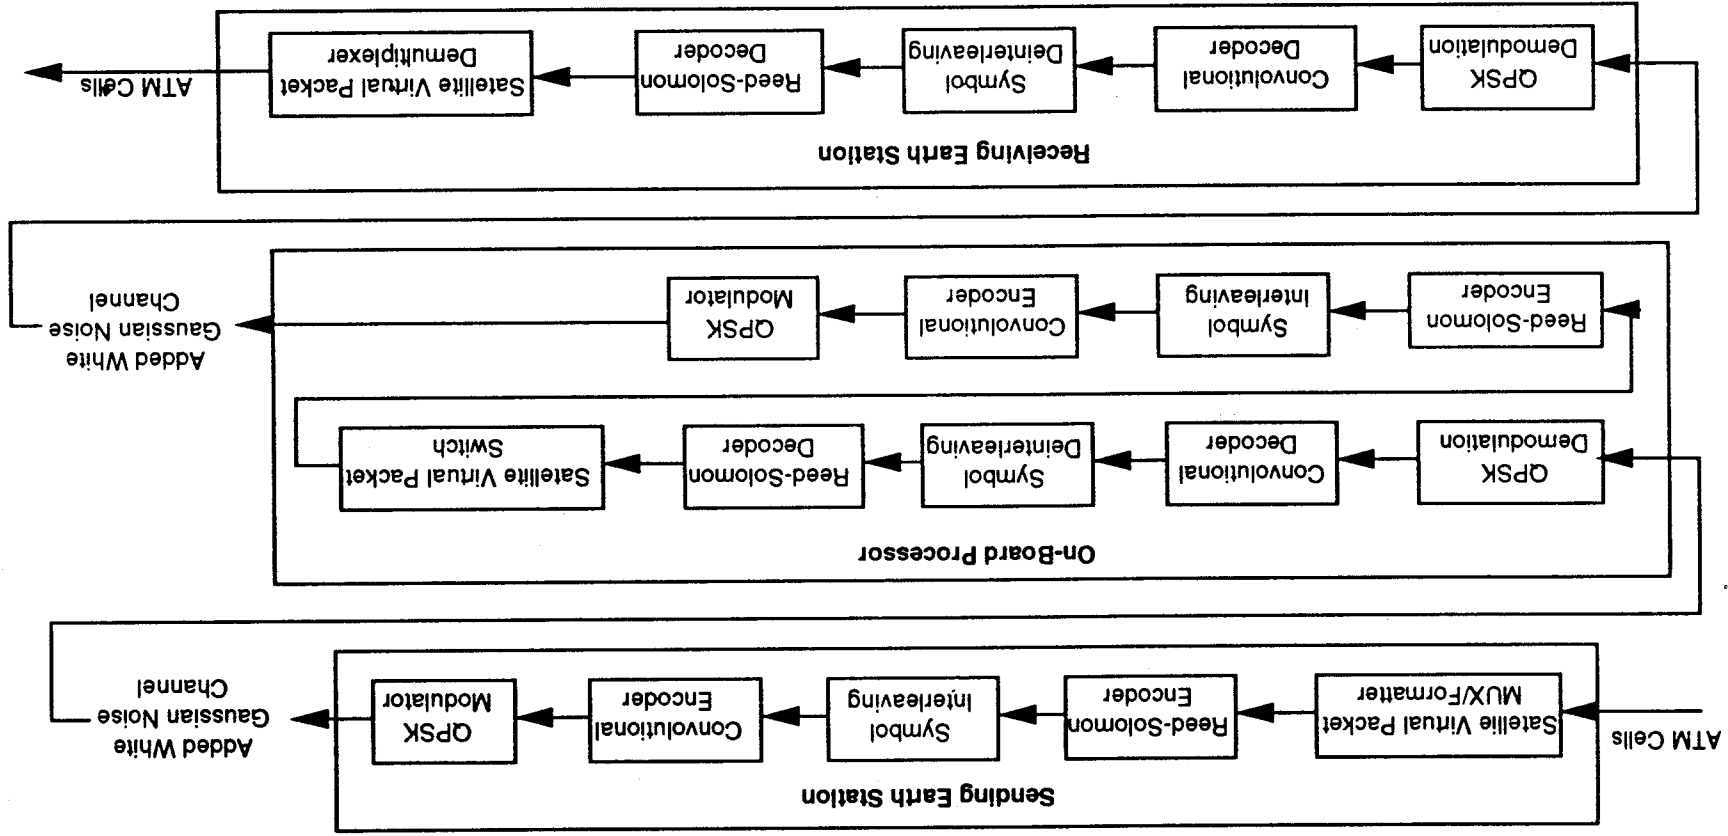 Sending Earth Station
ATM Cells
Satellie Virtual Packet
MUX/Formatter
Reed-Solomon
Encoder
Symbol
Interleaving
Convolutional
Encoder
QPSK
Modulator
Added White
Gaussian Noise
Channel
On-Board Processor
QPSK
Demodulation
Convolutional
Decoder
Symbol
Deinterleaving
Reed-Solomon
Decoder
Satellite Virtual Packet
Switch
Reed-Solomon
Encoder
Symbol
Interleaving
Convolutional
Encoder
QPSK
Modulator
Added White
Gaussian Noise
Channel
Receiving Earth Station
QPSK
Demodulation
Convolutional
Decoder
Symbol
Deinterleaving
Reed-Solomon
Decoder
Satellite Virtual Packet
Demultiplexer
ATM Cells